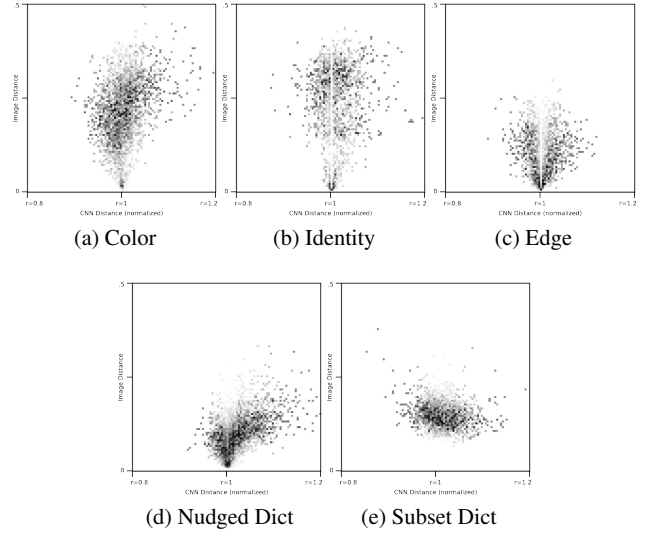 .5
.5
.5
Image Distance
Image Distance
Image Distance
0
0
0
r=0.8 r=1 r=1.2
r=0.8 r=1 r=1.2
r=0.8 r=1 r=1.2
CNN Distance (normalized)
CNN Distance (normalized)
CNN Distance (normalized)
(a) Color
(b) Identity
(c) Edge
.5
.5
Image Distance
Image Distance
0
0
r=0.8 r=1 r=1.2
r=0.8 r=1 r=1.2
CNN Distance (normalized)
CNN Distance (normalized)
(d) Nudged Dict
(e) Subset Dict